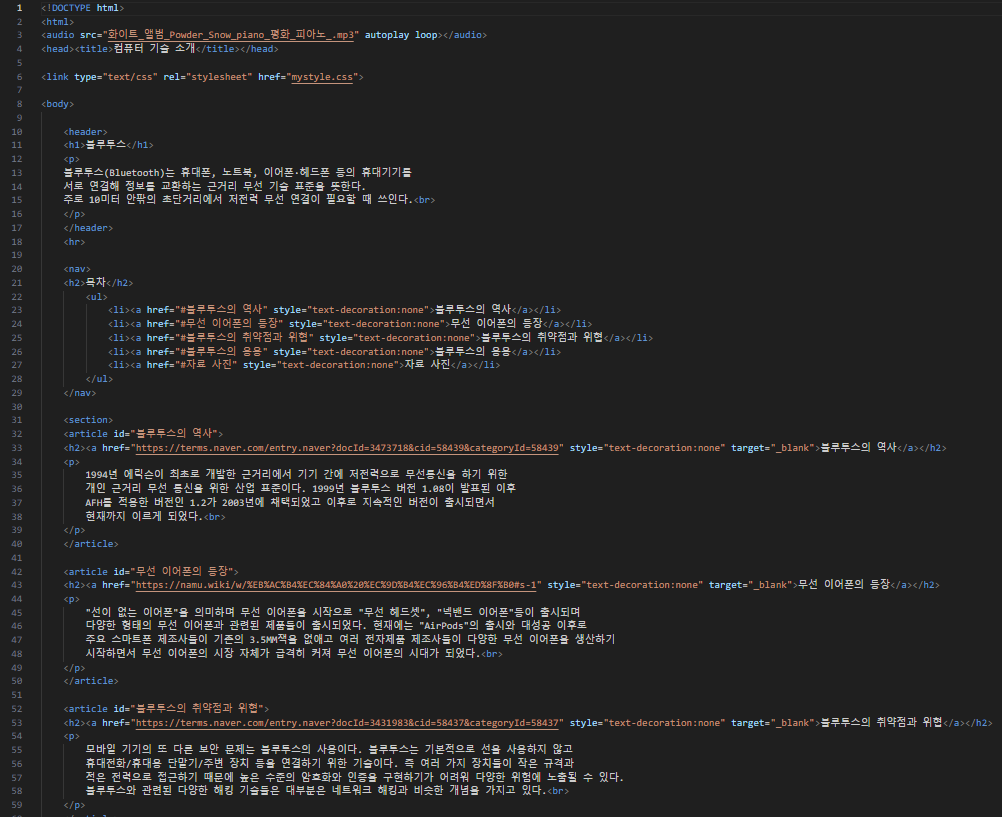 1 <!DOCTYPE html>
2 <html>
3 <audio src="화이트_앨범_Powder_Snow_piano_평화_피아노_.mp3" autoplay loop></audio>
4 <head><title>컴퓨터 기술 소개</title></head>
5
6 <link type="text/css" rel="stylesheet" href="mystyle.css">
7
8 <body>
9
10 <header>
11 <h1>블루투스</h1>
12 <p>
13 블루투스(Bluetooth)는 휴대폰, 노트북, 이어폰·헤드폰 등의 휴대기기를
14 서로 연결해 정보를 교환하는 근거리 무선 기술 표준을 뜻한다.
15 주로 10미터 안팎의 초단거리에서 저전력 무선 연결이 필요할 때 쓰인다.<br>
16 </p>
17 </header>
18 <hr>
19
20 <nav>
21 <h2>목차</h2>
22 <ul>
23 <li><a href="#블루투스의 역사" style="text-decoration:none">블루투스의 역사</a></li>
24 <li><a href="#무선 이어폰의 등장" style="text-decoration:none">무선 이어폰의 등장</a></li>
25 <li><a href="#블루투스의 취약점과 위협" style="text-decoration:none">블루투스의 취약점과 위협</a></li>
26 <li><a href="#블루투스의 응용" style="text-decoration:none">블루투스의 응용</a></li>
27 <li><a href="#자료 사진" style="text-decoration:none">자료 사진</a></li>
28 </ul>
29 </nav>
30
31 <section>
32 <article id="블루투스의 역사">
33 <h2><a href="https://terms.naver.com/entry.naver?docId=3473718&cid=58439&categoryId=58439" style="text-decoration:none" target="_blank">블루투스의 역사</a></h2>
34 <p>
35 1994년 에릭슨이 최초로 개발한 근거리에서 기기 간에 저전력으로 무선통신을 하기 위한
36 개인 근거리 무선 통신을 위한 산업 표준이다. 1999년 블루투스 버전 1.08이 발표된 이후
37 AFH를 적용한 버전인 1.2가 2003년에 채택되었고 이후로 지속적인 버전이 출시되면서
38 현재까지 이르게 되었다.<br>
39 </p>
40 </article>
41
42 <article id="무선 이어폰의 등장">
43 <h2><a href="https://namu.wiki/w/%EB%AC%B4%EC%84%A0%20%EC%9D%B4%EC%96%B4%ED%8F%B0#s-1" style="text-decoration:none" target="_blank">무선 이어폰의 등장</a></h2>
44 <p>
45 "선이 없는 이어폰"을 의미하며 무선 이어폰을 시작으로 "무선 헤드셋", "넥밴드 이어폰"등이 출시되며
46 다양한 형태의 무선 이어폰과 관련된 제품들이 출시되었다. 현재에는 "AirPods"의 출시와 대성공 이후로
47 주요 스마트폰 제조사들이 기존의 3.5MM잭을 없애고 여러 전자제품 제조사들이 다양한 무선 이어폰을 생산하기
48 시작하면서 무선 이어폰의 시장 자체가 급격히 커져 무선 이어폰의 시대가 되었다.<br>
49 </p>
50 </article>
51
52 <article id="블루투스의 취약점과 위협">
53 <h2><a href="https://terms.naver.com/entry.naver?docId=3431983&cid=58437&categoryId=58437" style="text-decoration:none" target="_blank">블루투스의 취약점과 위협</a></h2>
54 <p>
55 모바일 기기의 또 다른 보안 문제는 블루투스의 사용이다. 블루투스는 기본적으로 선을 사용하지 않고
56 휴대전화/휴대용 단말기/주변 장치 등을 연결하기 위한 기술이다. 즉 여러 가지 장치들이 작은 규격과
57 적은 전력으로 접근하기 때문에 높은 수준의 암호화와 인증을 구현하기가 어려워 다양한 위험에 노출될 수 있다.
58 블루투스와 관련된 다양한 해킹 기술들은 대부분은 네트워크 해킹과 비슷한 개념을 가지고 있다.<br>
59 </p>